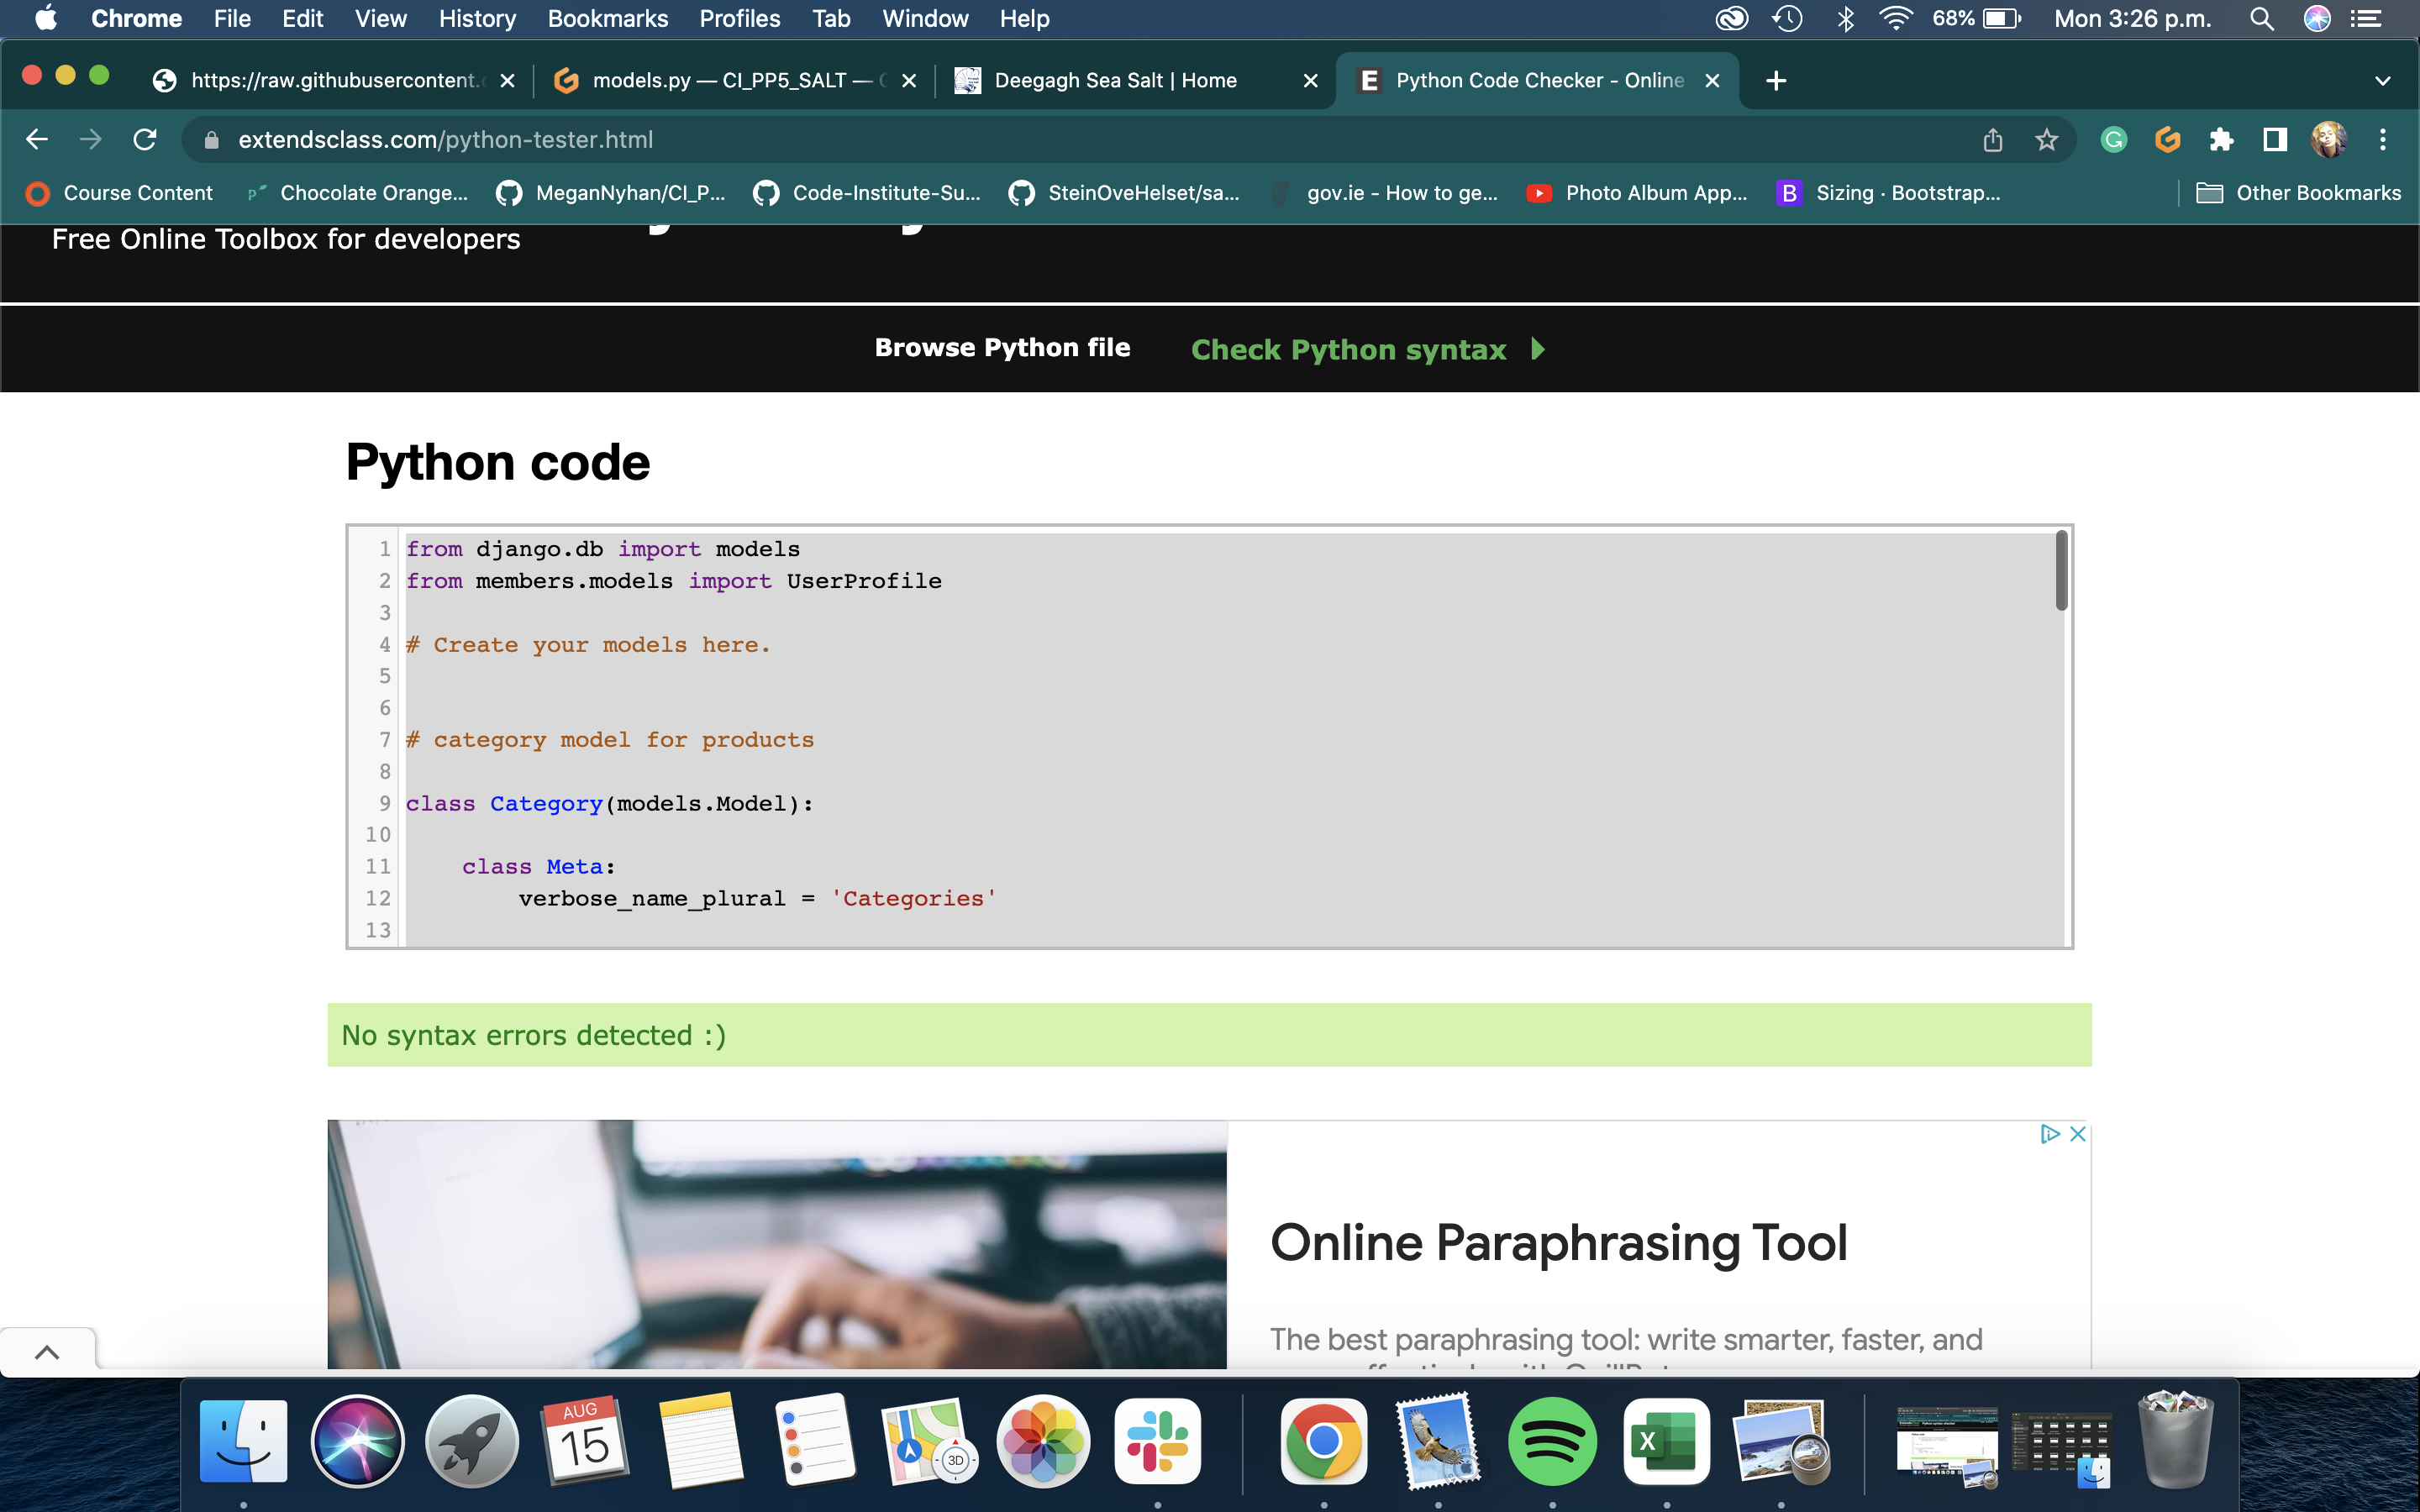 Chrome File Edit View History Bookmarks Profiles Tab Window Help 68% Mon 3:26 p.m.
https://raw.githubusercontent.c models.py — CI_PP5_SALT — Deegagh Sea Salt | Home Python Code Checker - Online
extendsclass.com/python-tester.html
Course Content Chocolate Orange... MeganNyhan/CI_P... Code-Institute-Su... SteinOveHelset/sa... gov.ie - How to ge... Photo Album App... B Sizing · Bootstrap... Other Bookmarks
Free Online Toolbox for developers
Browse Python file Check Python syntax
Python code
1 from django.db import models
2 from members.models import UserProfile
3
4 # Create your models here.
5
6
7 # category model for products
8
9 class Category(models.Model):
10
11 class Meta:
12 verbose_name_plural = 'Categories'
13
No syntax errors detected :)
Online Paraphrasing Tool
The best paraphrasing tool: write smarter, faster, and
AUG
15
3D
X